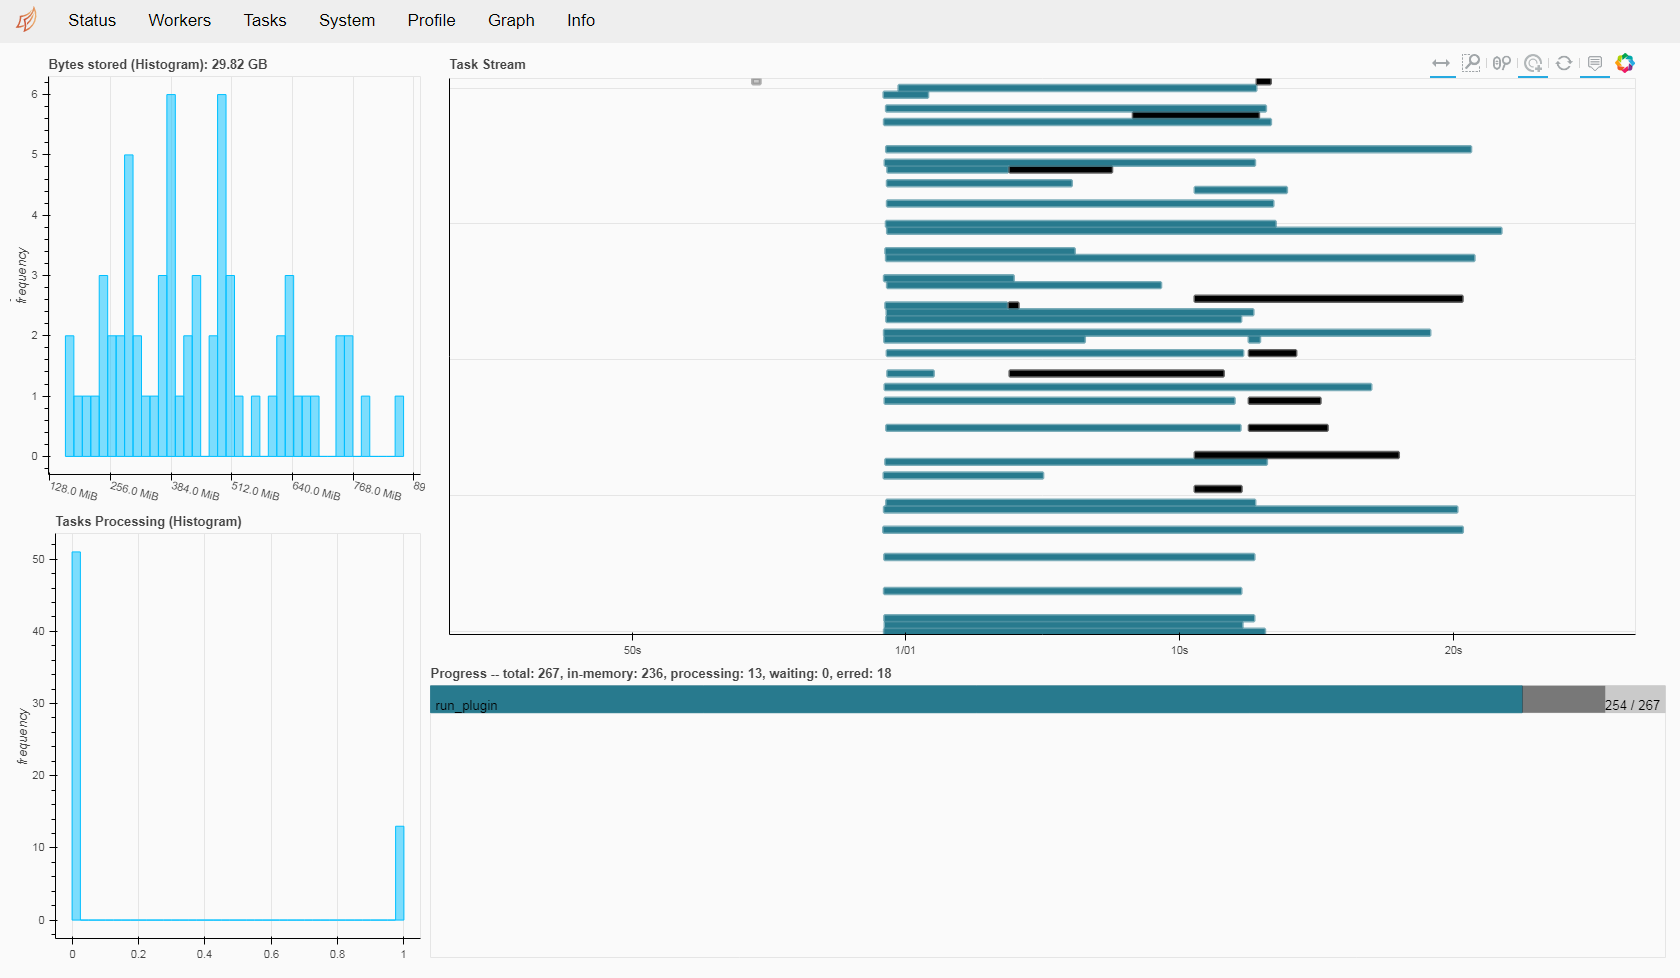 Status Workers Tasks System Profile Graph Info
Bytes stored (Histogram): 29.82 GB
frequency
6
5
4
3
2
1
0
128.0 MiB 256.0 MiB 384.0 MiB 512.0 MiB 640.0 MiB 768.0 MiB 89
Tasks Processing (Histogram)
frequency
50
40
30
20
10
0
0 0.2 0.4 0.6 0.8 1
Task Stream
50s 1/01 10s 20s
Progress -- total: 267, in-memory: 236, processing: 13, waiting: 0, erred: 18
run_plugin 254 / 267